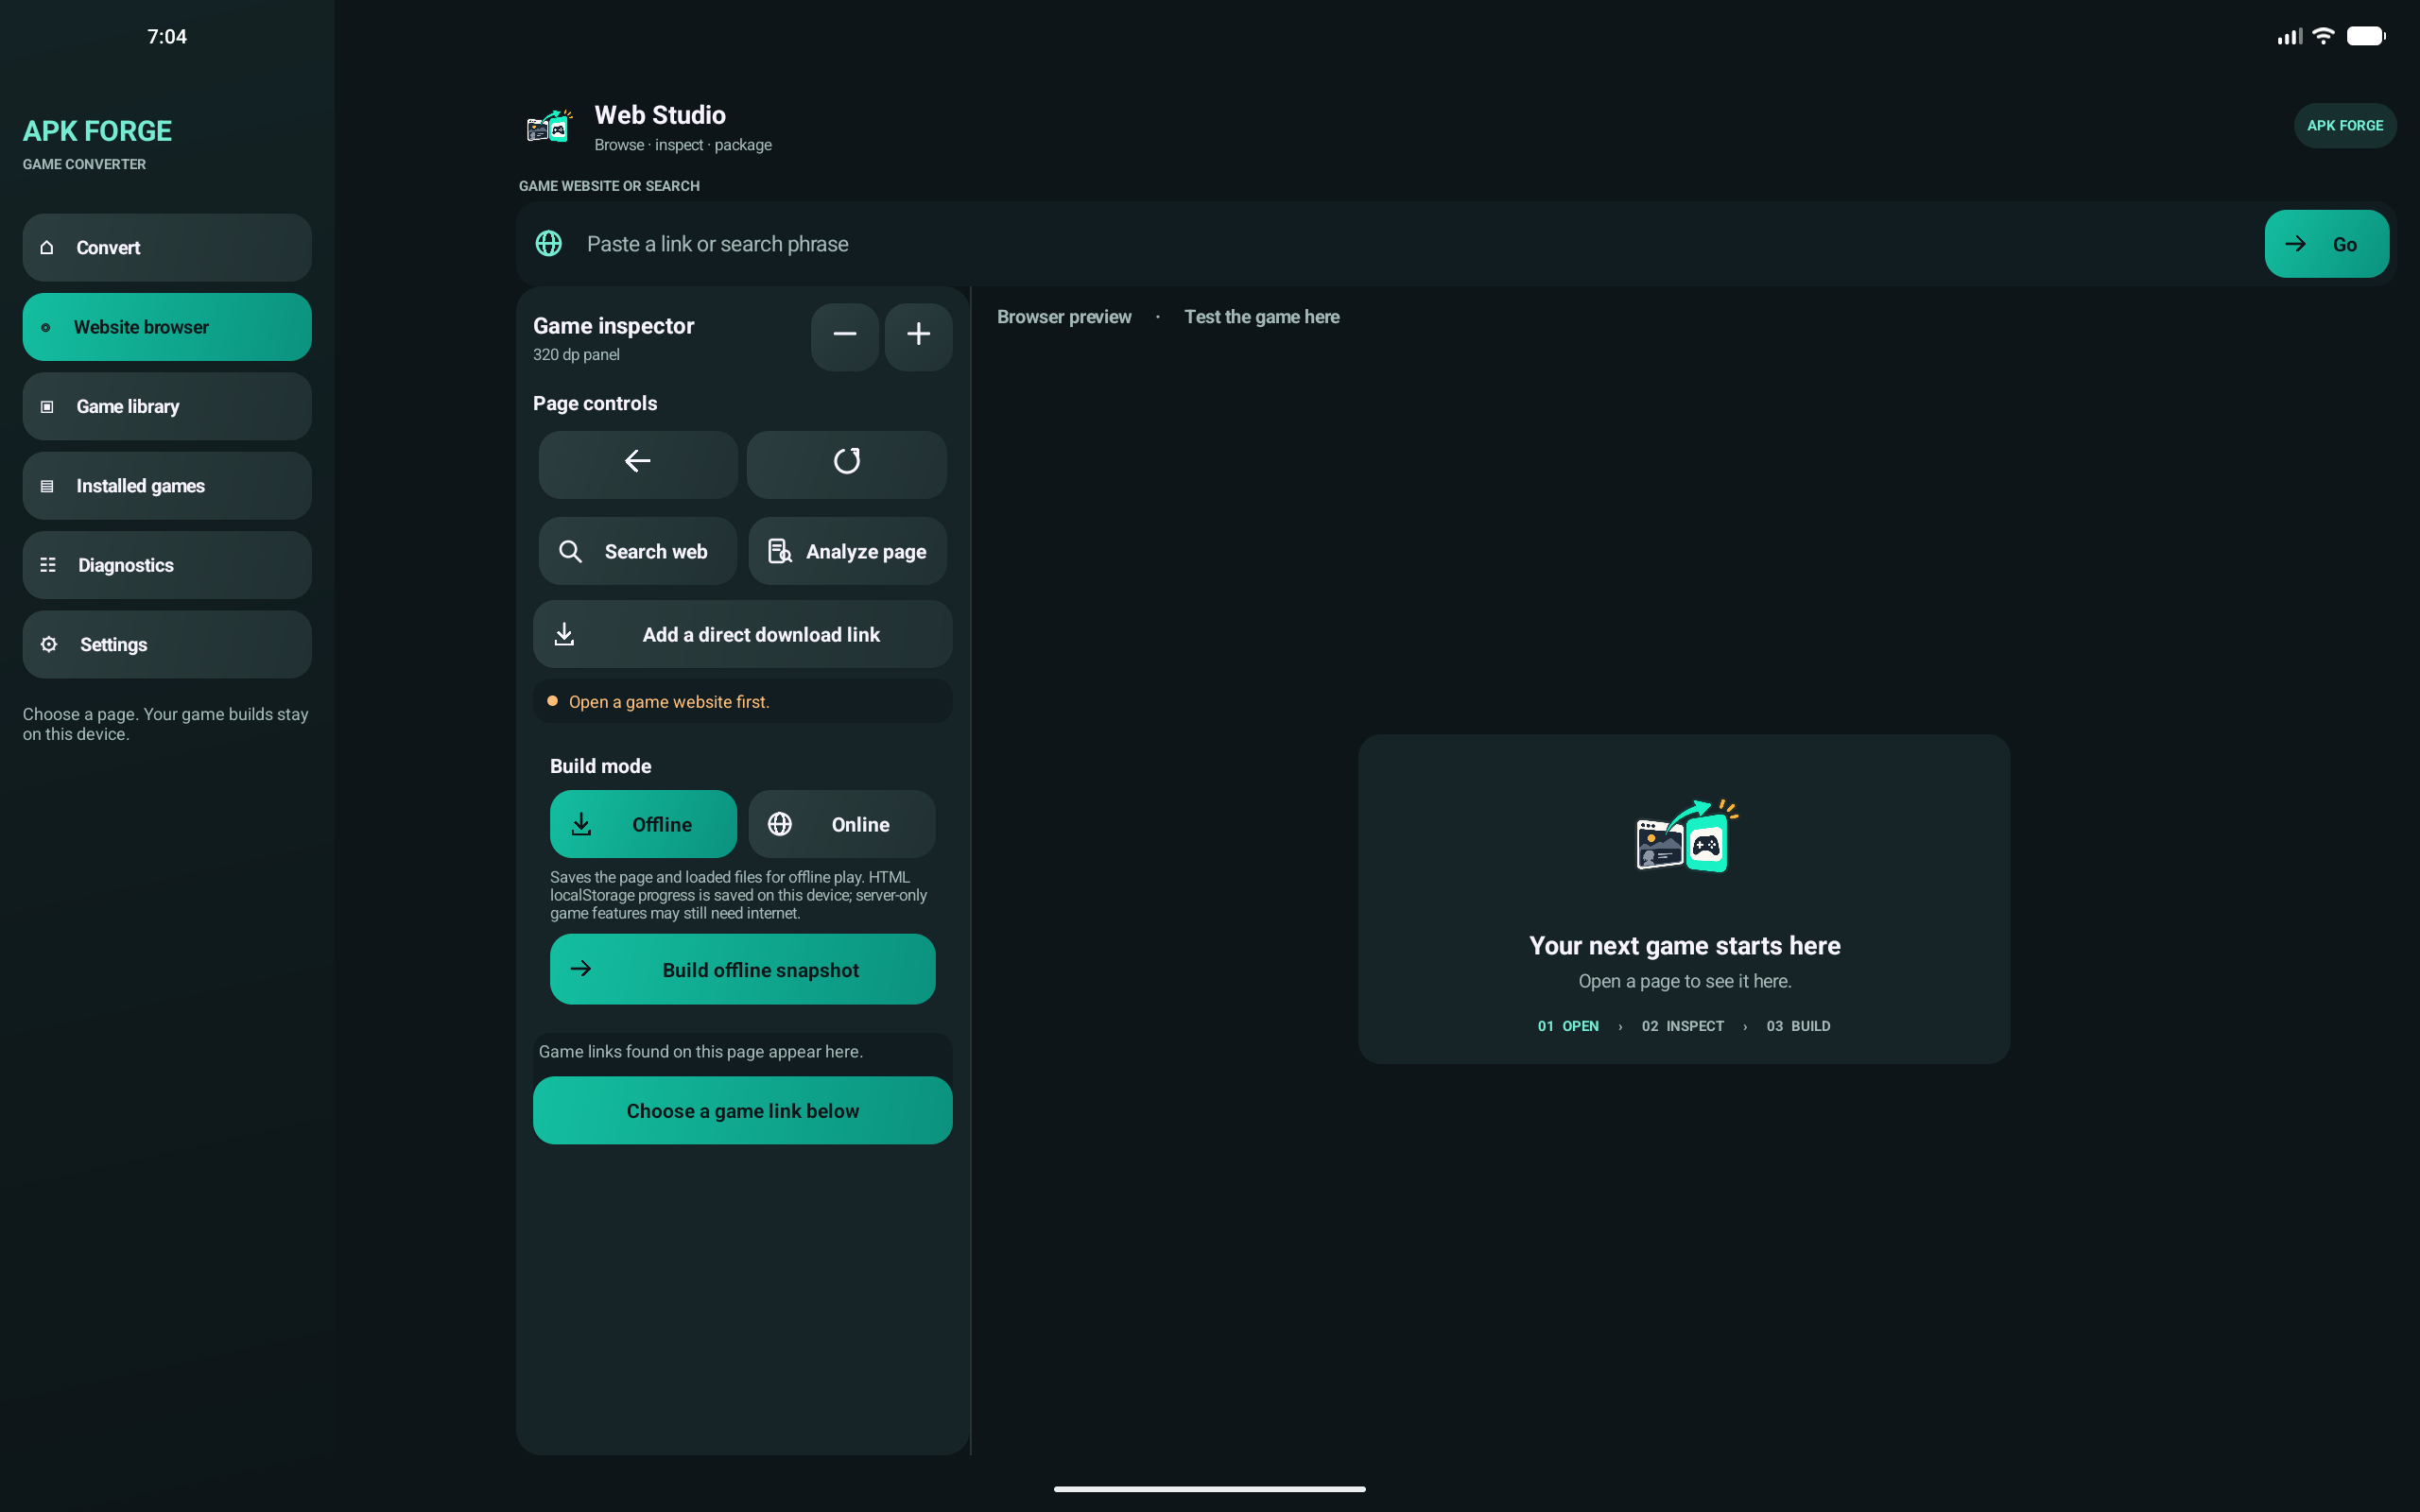 7:04
APK FORGE
GAME CONVERTER
Convert
Website browser
Game library
Installed games
Diagnostics
Settings
Choose a page. Your game builds stay
on this device.
Web Studio
Browse · inspect · package
APK FORGE
GAME WEBSITE OR SEARCH
Paste a link or search phrase
Go
Game inspector
320 dp panel
Page controls
Search web
Analyze page
Add a direct download link
Open a game website first.
Build mode
Offline
Online
Saves the page and loaded files for offline play. HTML
localStorage progress is saved on this device; server-only
game features may still need internet.
Build offline snapshot
Game links found on this page appear here.
Choose a game link below
Browser preview · Test the game here
Your next game starts here
Open a page to see it here.
01 OPEN › 02 INSPECT › 03 BUILD